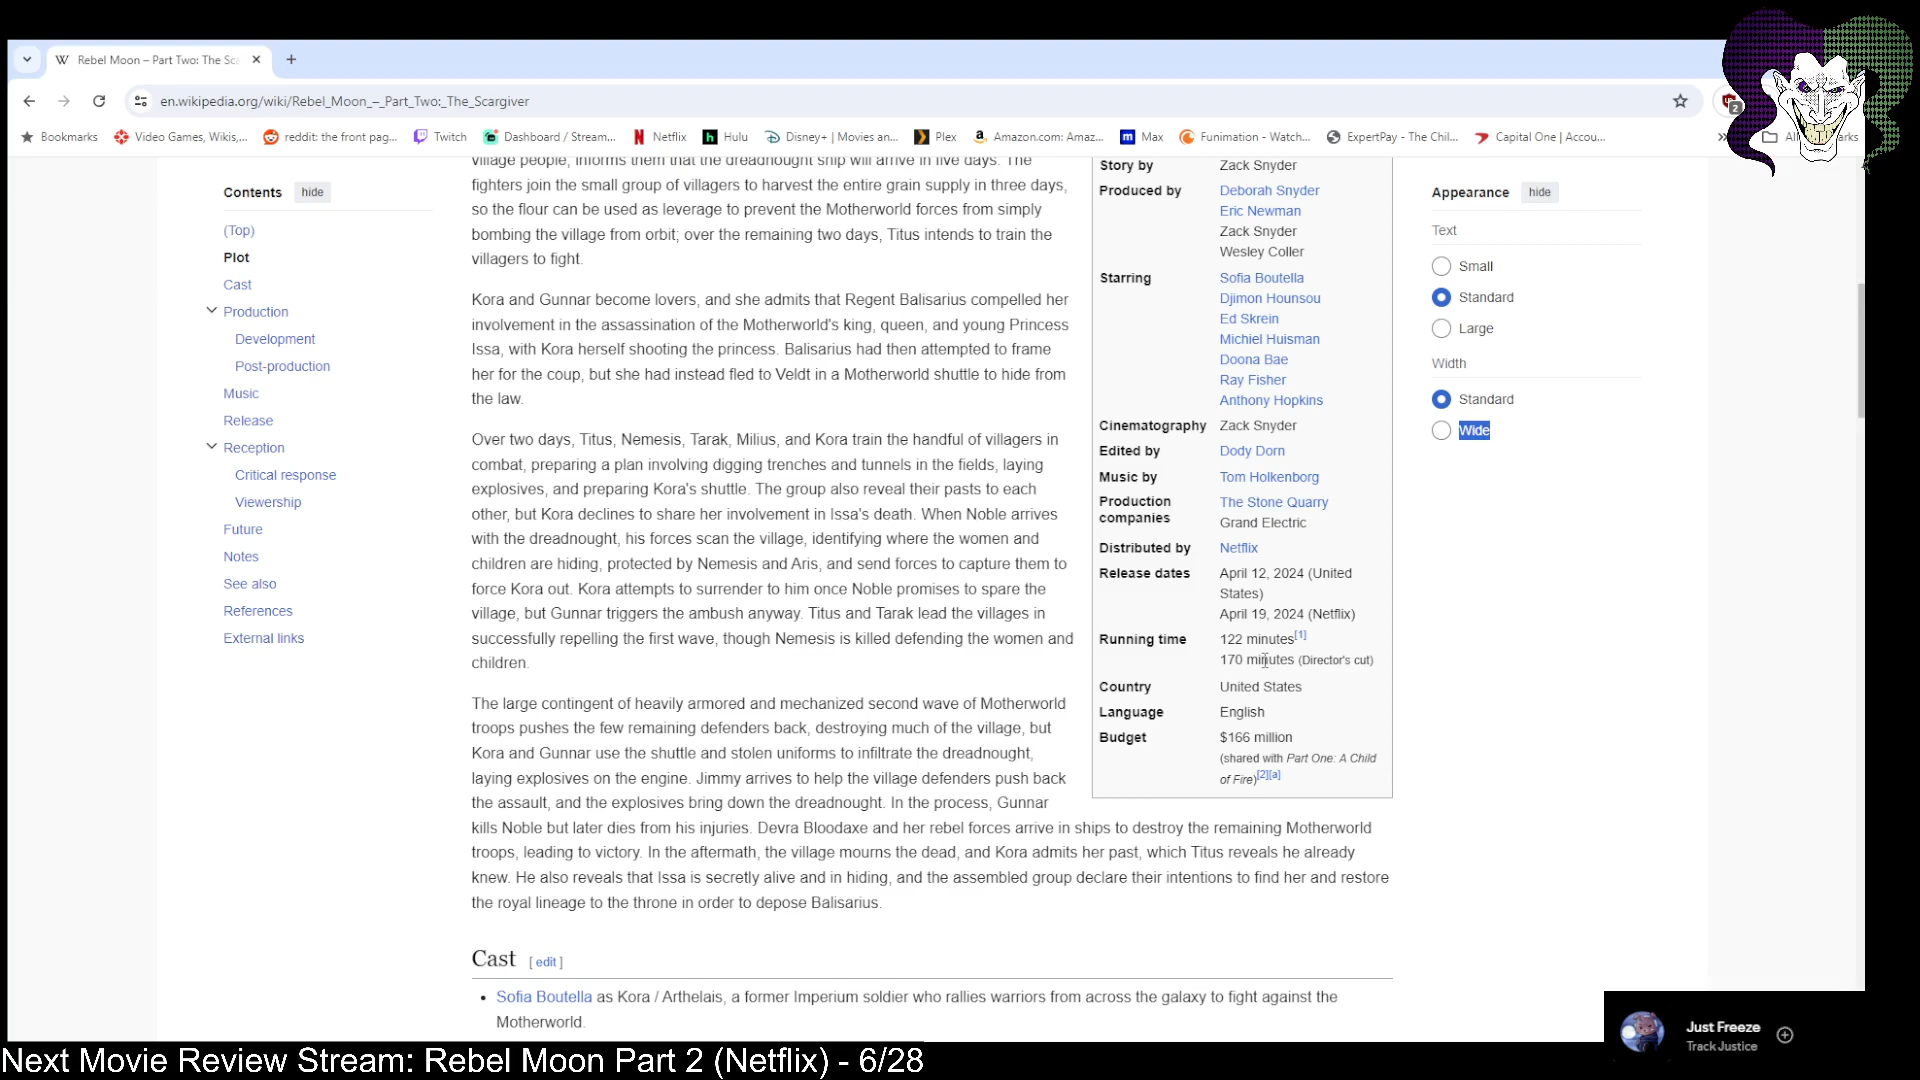 Rebel Moon – Part Two: The Sca
en.wikipedia.org/wiki/Rebel_Moon_–_Part_Two:_The_Scargiver
2
Bookmarks
Video Games, Wikis,...
reddit: the front pag...
Twitch
Dashboard / Stream...
Netflix
Hulu
Disney+ | Movies an...
Plex
Amazon.com: Amaz...
Max
Funimation - Watch...
ExpertPay - The Chil...
Capital One | Accou...
Contents hide
(Top)
Plot
Cast
Production
Development
Post-production
Music
Release
Reception
Critical response
Viewership
Future
Notes
See also
References
External links
village people, informs them that the dreadnought ship will arrive in five days. The
fighters join the small group of villagers to harvest the entire grain supply in three days,
so the flour can be used as leverage to prevent the Motherworld forces from simply
bombing the village from orbit; over the remaining two days, Titus intends to train the
villagers to fight.
Kora and Gunnar become lovers, and she admits that Regent Balisarius compelled her
involvement in the assassination of the Motherworld's king, queen, and young Princess
Issa, with Kora herself shooting the princess. Balisarius had then attempted to frame
her for the coup, but she had instead fled to Veldt in a Motherworld shuttle to hide from
the law.
Over two days, Titus, Nemesis, Tarak, Milius, and Kora train the handful of villagers in
combat, preparing a plan involving digging trenches and tunnels in the fields, laying
explosives, and preparing Kora's shuttle. The group also reveal their pasts to each
other, but Kora declines to share her involvement in Issa's death. When Noble arrives
with the dreadnought, his forces scan the village, identifying where the women and
children are hiding, protected by Nemesis and Aris, and send forces to capture them to
force Kora out. Kora attempts to surrender to him once Noble promises to spare the
village, but Gunnar triggers the ambush anyway. Titus and Tarak lead the villages in
successfully repelling the first wave, though Nemesis is killed defending the women and
children.
The large contingent of heavily armored and mechanized second wave of Motherworld
troops pushes the few remaining defenders back, destroying much of the village, but
Kora and Gunnar use the shuttle and stolen uniforms to infiltrate the dreadnought,
laying explosives on the engine. Jimmy arrives to help the village defenders push back
the assault, and the explosives bring down the dreadnought. In the process, Gunnar
kills Noble but later dies from his injuries. Devra Bloodaxe and her rebel forces arrive in ships to destroy the remaining Motherworld
troops, leading to victory. In the aftermath, the village mourns the dead, and Kora admits her past, which Titus reveals he already
knew. He also reveals that Issa is secretly alive and in hiding, and the assembled group declare their intentions to find her and restore
the royal lineage to the throne in order to depose Balisarius.
Cast [ edit ]
• Sofia Boutella as Kora / Arthelais, a former Imperium soldier who rallies warriors from across the galaxy to fight against the
Motherworld.
Story by Zack Snyder
Produced by Deborah Snyder
Eric Newman
Zack Snyder
Wesley Coller
Starring Sofia Boutella
Djimon Hounsou
Ed Skrein
Michiel Huisman
Doona Bae
Ray Fisher
Anthony Hopkins
Cinematography Zack Snyder
Edited by Dody Dorn
Music by Tom Holkenborg
Production The Stone Quarry
companies Grand Electric
Distributed by Netflix
Release dates April 12, 2024 (United
States)
April 19, 2024 (Netflix)
Running time 122 minutes[1]
170 minutes (Director's cut)
Country United States
Language English
Budget $166 million
(shared with Part One: A Child
of Fire)[2][a]
Appearance hide
Text
Small
Standard
Large
Width
Standard
Wide
Just Freeze
TrackJustice
Next Movie Review Stream: Rebel Moon Part 2 (Netflix) - 6/28